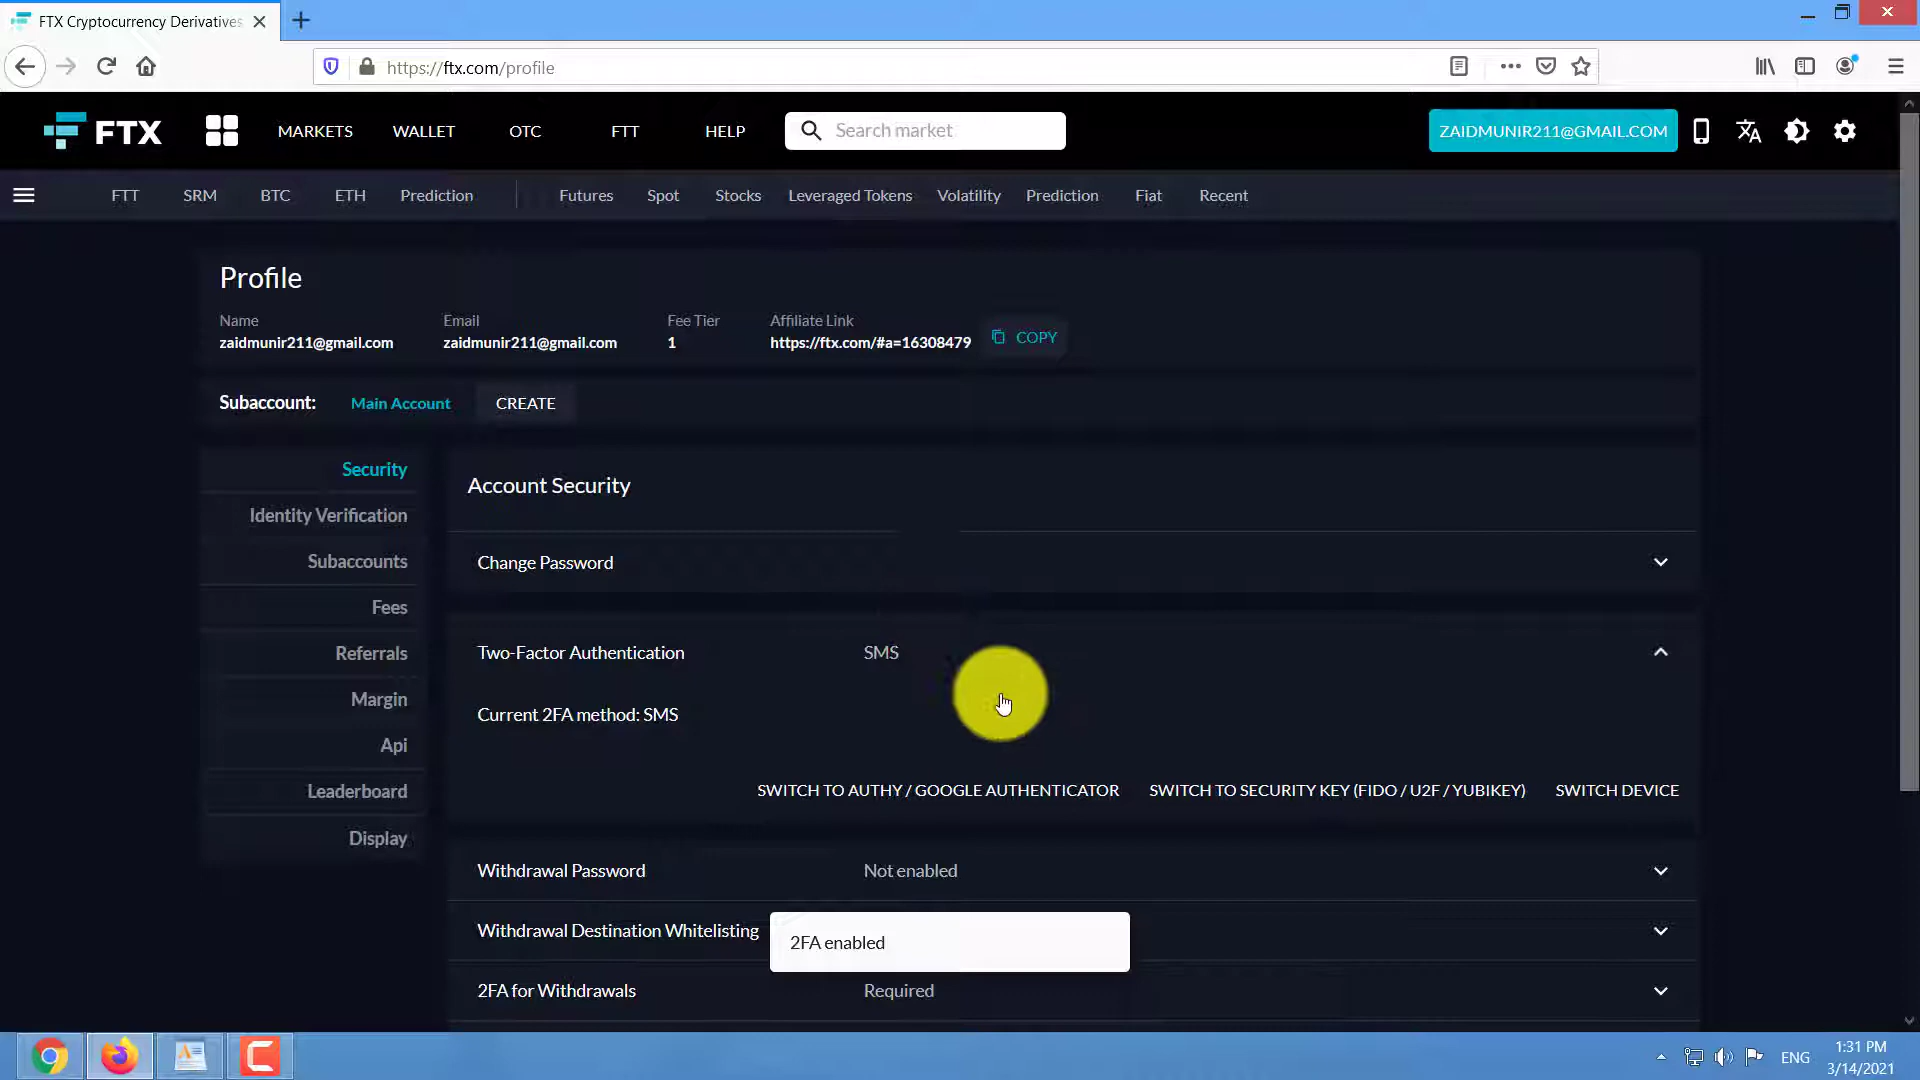 FTX Cryptocurrency Derivatives
https://ftx.com/profile
FTX
MARKETS
WALLET
OTC
FTT
HELP
Search market
ZAIDMUNIR211@GMAIL.COM
FTT
SRM
BTC
ETH
Prediction
Futures
Spot
Stocks
Leveraged Tokens
Volatility
Prediction
Fiat
Recent
Profile
Name
Email
Fee Tier
Affiliate Link
zaidmunir211@gmail.com
zaidmunir211@gmail.com
1
https://ftx.com/#a=16308479
COPY
Subaccount:
Main Account
CREATE
Security
Identity Verification
Subaccounts
Fees
Referrals
Margin
Api
Leaderboard
Display
Account Security
Change Password
Two-Factor Authentication
SMS
Current 2FA method: SMS
SWITCH TO AUTHY / GOOGLE AUTHENTICATOR
SWITCH TO SECURITY KEY (FIDO / U2F / YUBIKEY)
SWITCH DEVICE
Withdrawal Password
Not enabled
Withdrawal Destination Whitelisting
2FA enabled
2FA for Withdrawals
Required
ENG
1:31 PM
3/14/2021